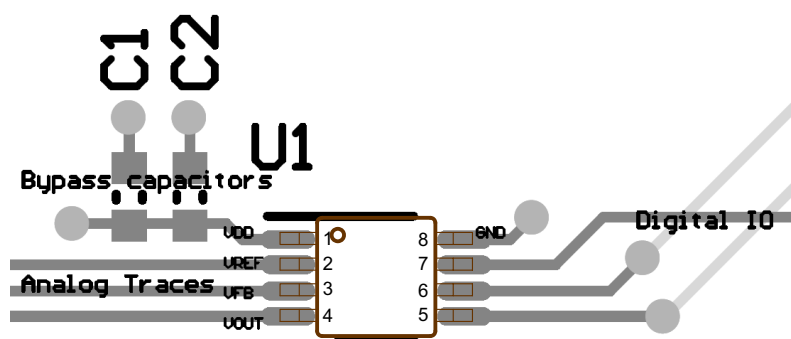 C1 C2
U1
Bypass capacitors
VDD 1 8 GND
Digital IO
VREF 2 7
Analog Traces
VFB 3 6
VOUT 4 5